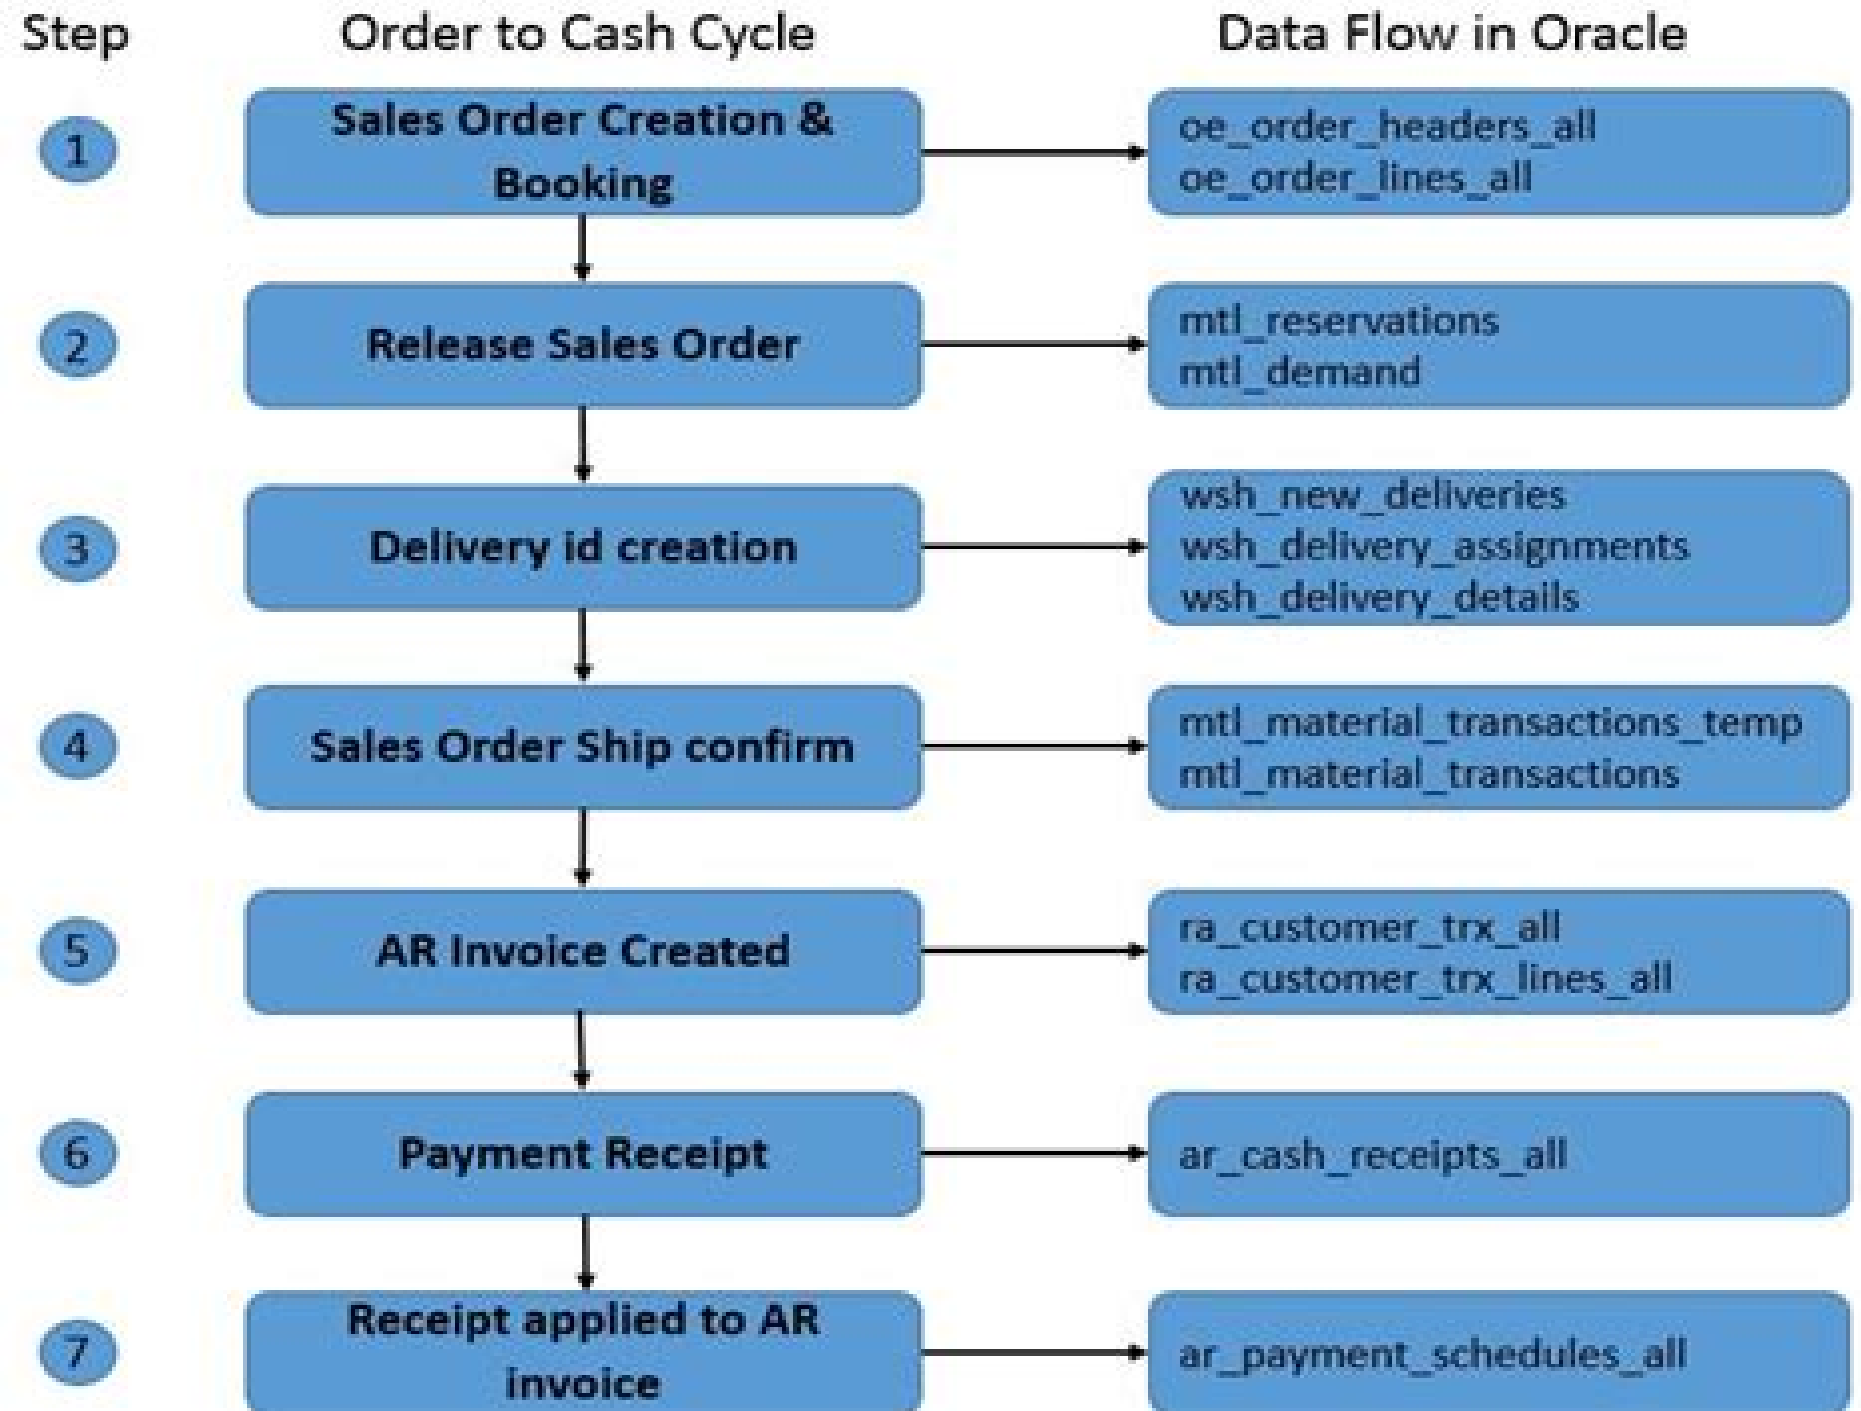 Step
Order to Cash Cycle
Data Flow in Oracle
1
Sales Order Creation &
Booking
oe_order_headers_all
oe_order_lines_all
2
Release Sales Order
mtl_reservations
mtl_demand
3
Delivery id creation
wsh_new_deliveries
wsh_delivery_assignments
wsh_delivery_details
4
Sales Order Ship confirm
mtl_material_transactions_temp
mtl_material_transactions
5
AR Invoice Created
ra_customer_trx_all
ra_customer_trx_lines_all
6
Payment Receipt
ar_cash_receipts_all
7
Receipt applied to AR
invoice
ar_payment_schedules_all